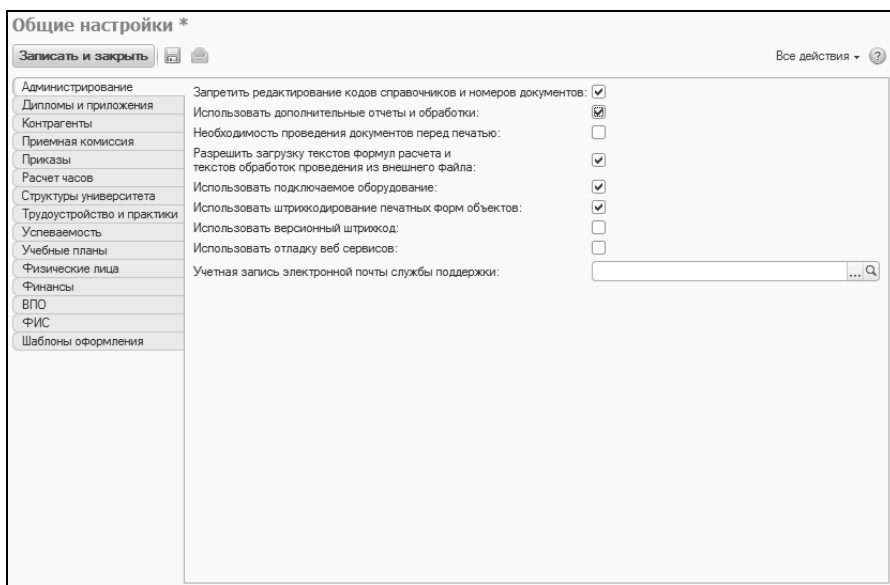 Общие настройки *
Записать и закрыть
Все действия
?
Администрирование
Дипломы и приложения
Контрагенты
Приемная комиссия
Приказы
Расчет часов
Структуры университета
Трудоустройство и практики
Успеваемость
Учебные планы
Физические лица
Финансы
ВПО
ФИС
Шаблоны оформления
Запретить редактирование кодов справочников и номеров документов:
Использовать дополнительные отчеты и обработки:
Необходимость проведения документов перед печатью:
Разрешить загрузку текстов формул расчета и
текстов обработок проведения из внешнего файла:
Использовать подключаемое оборудование:
Использовать штрихкодирование печатных форм объектов:
Использовать версионный штрихкод:
Использовать отладку веб сервисов:
Учетная запись электронной почты службы поддержки:
...